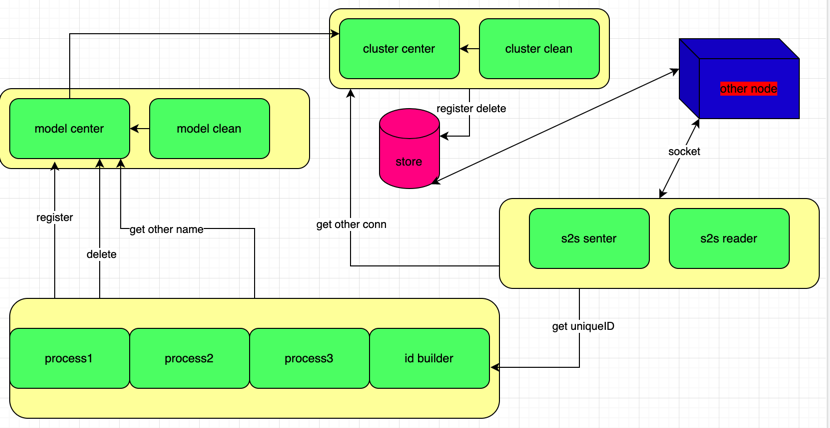 cluster center
cluster clean
other node
register delete
model center
model clean
store
socket
register
get other name
get other conn
s2s senter
s2s reader
delete
get uniqueID
process1
process2
process3
id builder